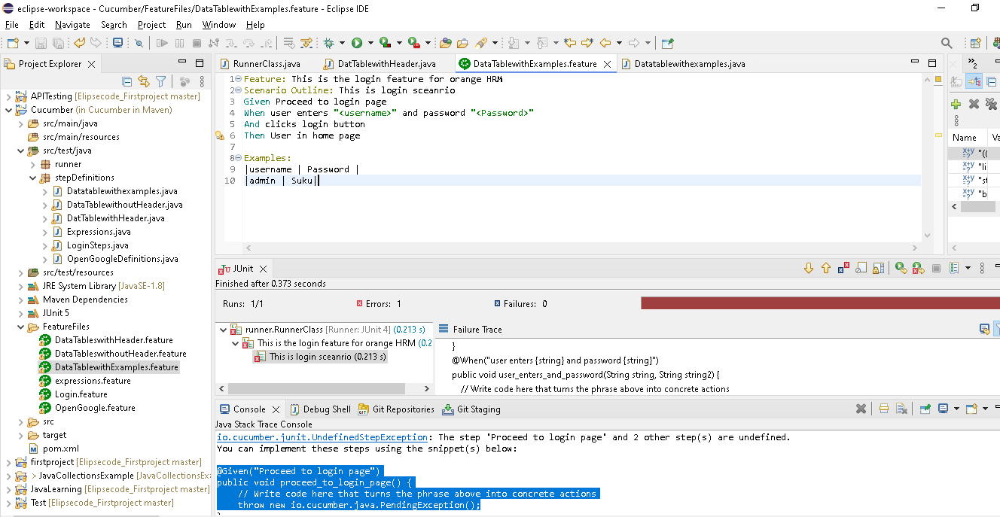 eclipse-workspace - Cucumber/FeatureFiles/DataTablewithExamples.feature - Eclipse IDE
File Edit Navigate Search Project Run Window Help
Project Explorer
APITesting [Elipsecode_Firstproject master]
Cucumber (in Cucumber in Maven)
src/main/java
src/main/resources
src/test/java
runner
stepDefinitions
Datatablewithexamples.java
DataTablewithoutHeader.java
DatTablewithHeader.java
Expressions.java
LoginSteps.java
OpenGoogleDefinitions.java
src/test/resources
JRE System Library [JavaSE-1.8]
Maven Dependencies
JUnit 5
FeatureFiles
DataTableswithHeader.feature
DataTableswithoutHeader.feature
DataTablewithExamples.feature
expressions.feature
Login.feature
OpenGoogle.feature
src
target
pom.xml
firstproject [Elipsecode_Firstproject master]
> JavaCollectionsExample [JavaCollectionsExa
JavaLearning [Elipsecode_Firstproject master]
Test [Elipsecode_Firstproject master]
RunnerClass.java DatTablewithHeader.java DataTablewithExamples.feature Datatablewithexamples.java
1 Feature: This is the login feature for orange HRM
2 Scenario Outline: This is login sceanrio
3 Given Proceed to login page
4 When user enters "<username>" and password "<Password>"
5 And clicks login button
6 Then User in home page
7
8 Examples:
9 |username | Password |
10 |admin | Suku|
»2
Name Va
"((
"li
"st
"b
JUnit
Finished after 0.373 seconds
Runs: 1/1 Errors: 1 Failures: 0
runner.RunnerClass [Runner: JUnit 4] (0.213 s)
This is the login feature for orange HRM (0.2
This is login sceanrio (0.213 s)
Failure Trace
}
@When("user enters {string} and password {string}")
public void user_enters_and_password(String string, String string2) {
// Write code here that turns the phrase above into concrete actions
Console Debug Shell Git Repositories Git Staging
Java Stack Trace Console
io.cucumber.junit.UndefinedStepException: The step 'Proceed to login page' and 2 other step(s) are undefined.
You can implement these steps using the snippet(s) below:
@Given("Proceed to login page")
public void proceed_to_login_page() {
// Write code here that turns the phrase above into concrete actions
throw new io.cucumber.java.PendingException();